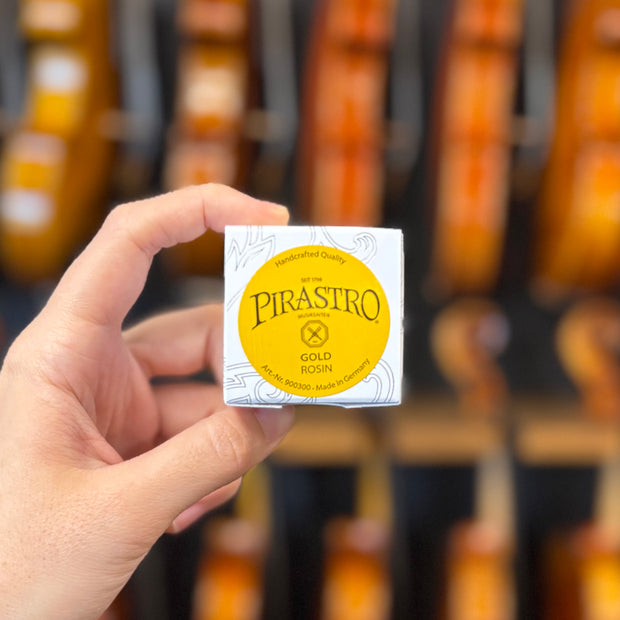 Handcrafted Quality
SEIT 1798
PIRASTRO®
MUSIKSAITEN
GOLD
ROSIN
Art.-Nr. 900300 • Made in Germany